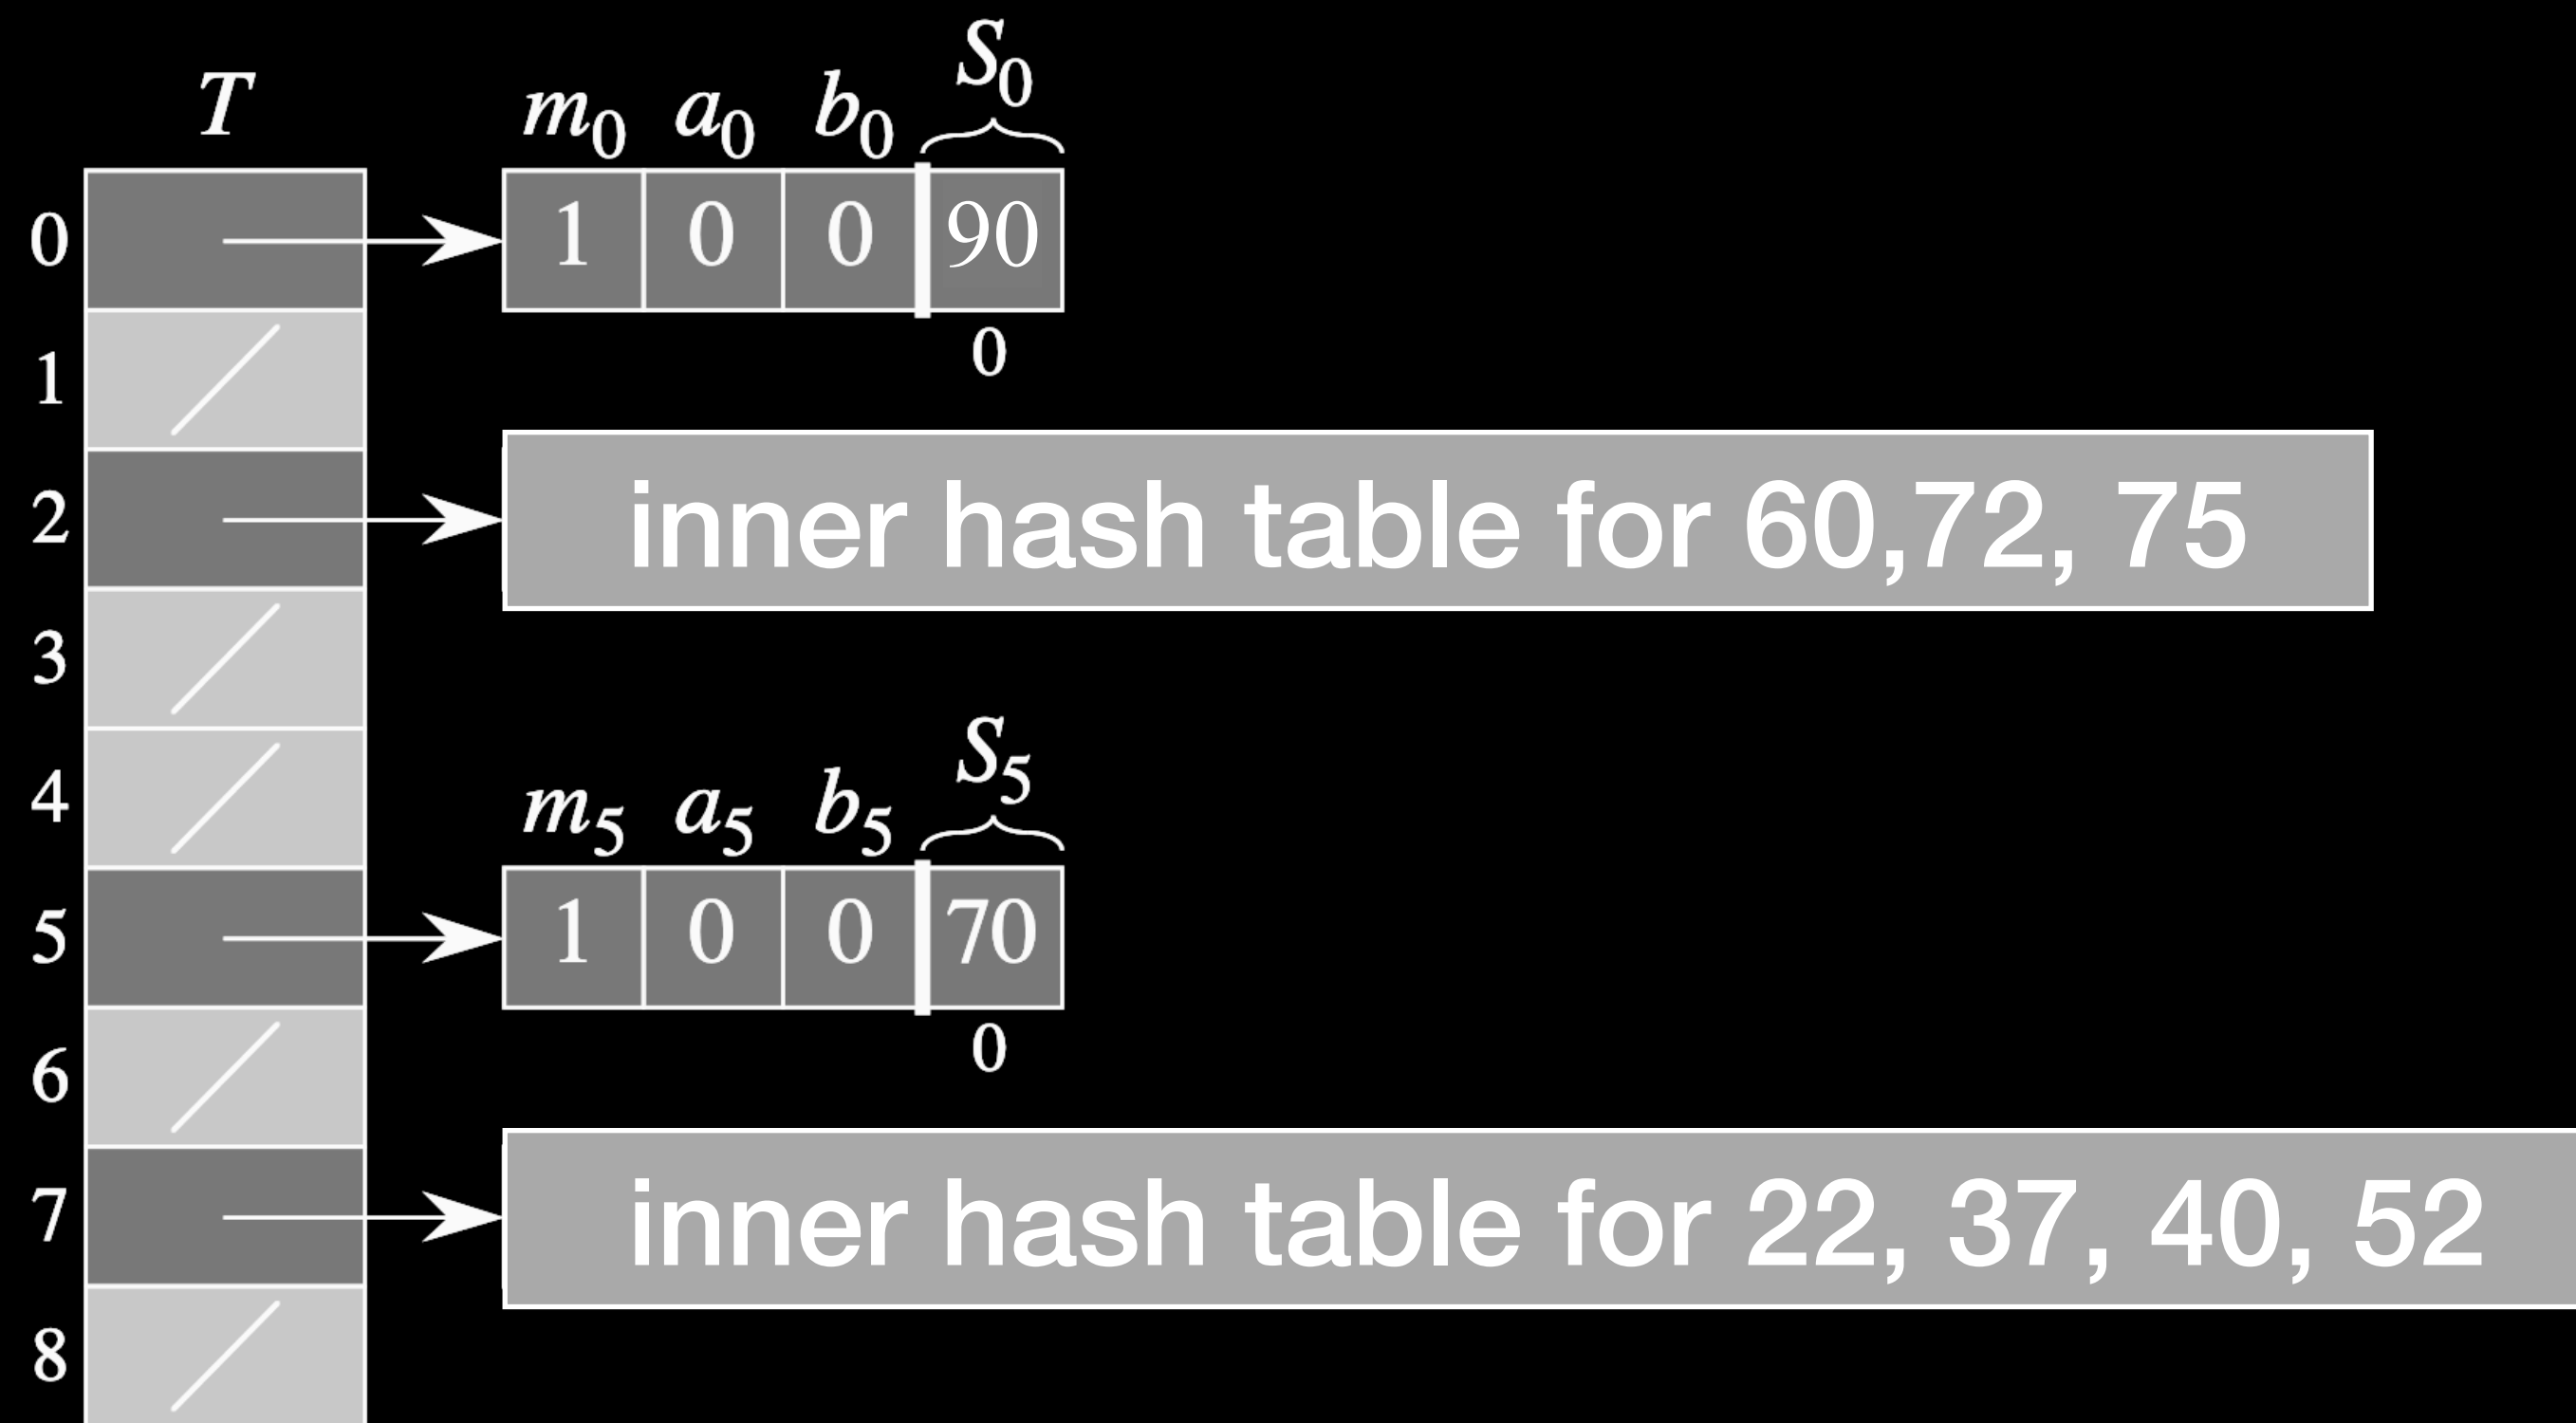 S0
T m0 a0 b0
0 1 0 0 90
1 0
2 inner hash table for 60,72, 75
3
S5
4 m5 a5 b5
5 1 0 0 70
6 0
7 inner hash table for 22, 37, 40, 52
8